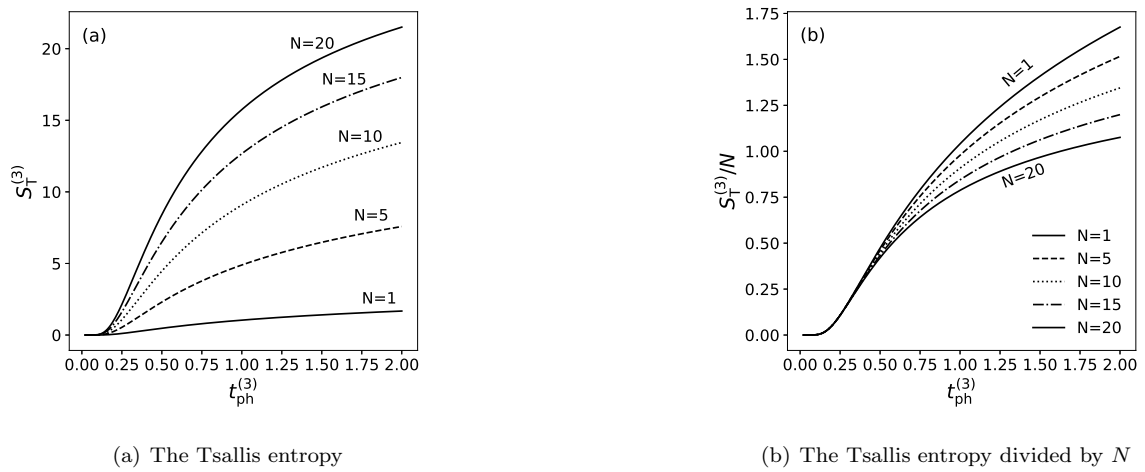 (a)
N=20
N=15
N=10
N=5
N=1
20
15
10
5
0
S_T^(3)
0.00 0.25 0.50 0.75 1.00 1.25 1.50 1.75 2.00
t_ph^(3)
(a) The Tsallis entropy
(b)
N=1
N=20
1.75
1.50
1.25
1.00
0.75
0.50
0.25
0.00
S_T^(3)/N
N=1
N=5
N=10
N=15
N=20
0.00 0.25 0.50 0.75 1.00 1.25 1.50 1.75 2.00
t_ph^(3)
(b) The Tsallis entropy divided by N